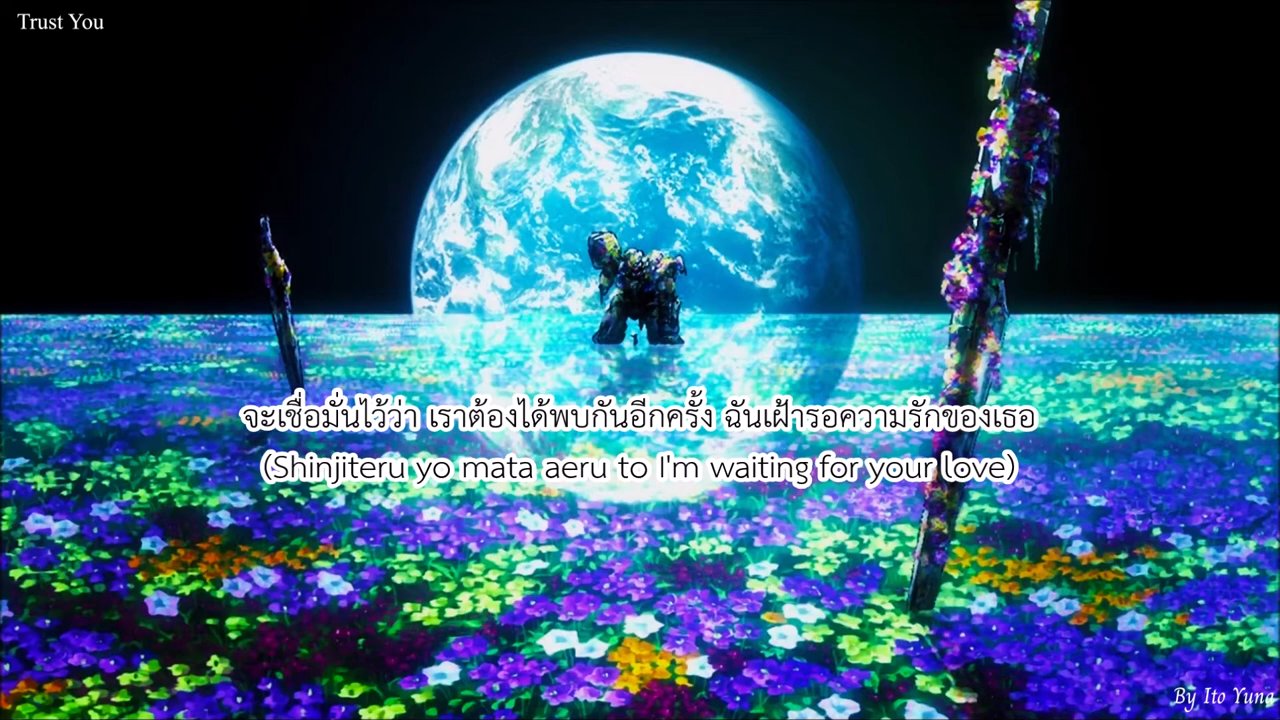 Trust You
จะเชื่อมั่นไว้ว่า เราต้องได้พบกันอีกครั้ง ฉันเฝ้ารอความรักของเธอ
(Shinjiteru yo mata aeru to I'm waiting for your love)
By Ito Yung